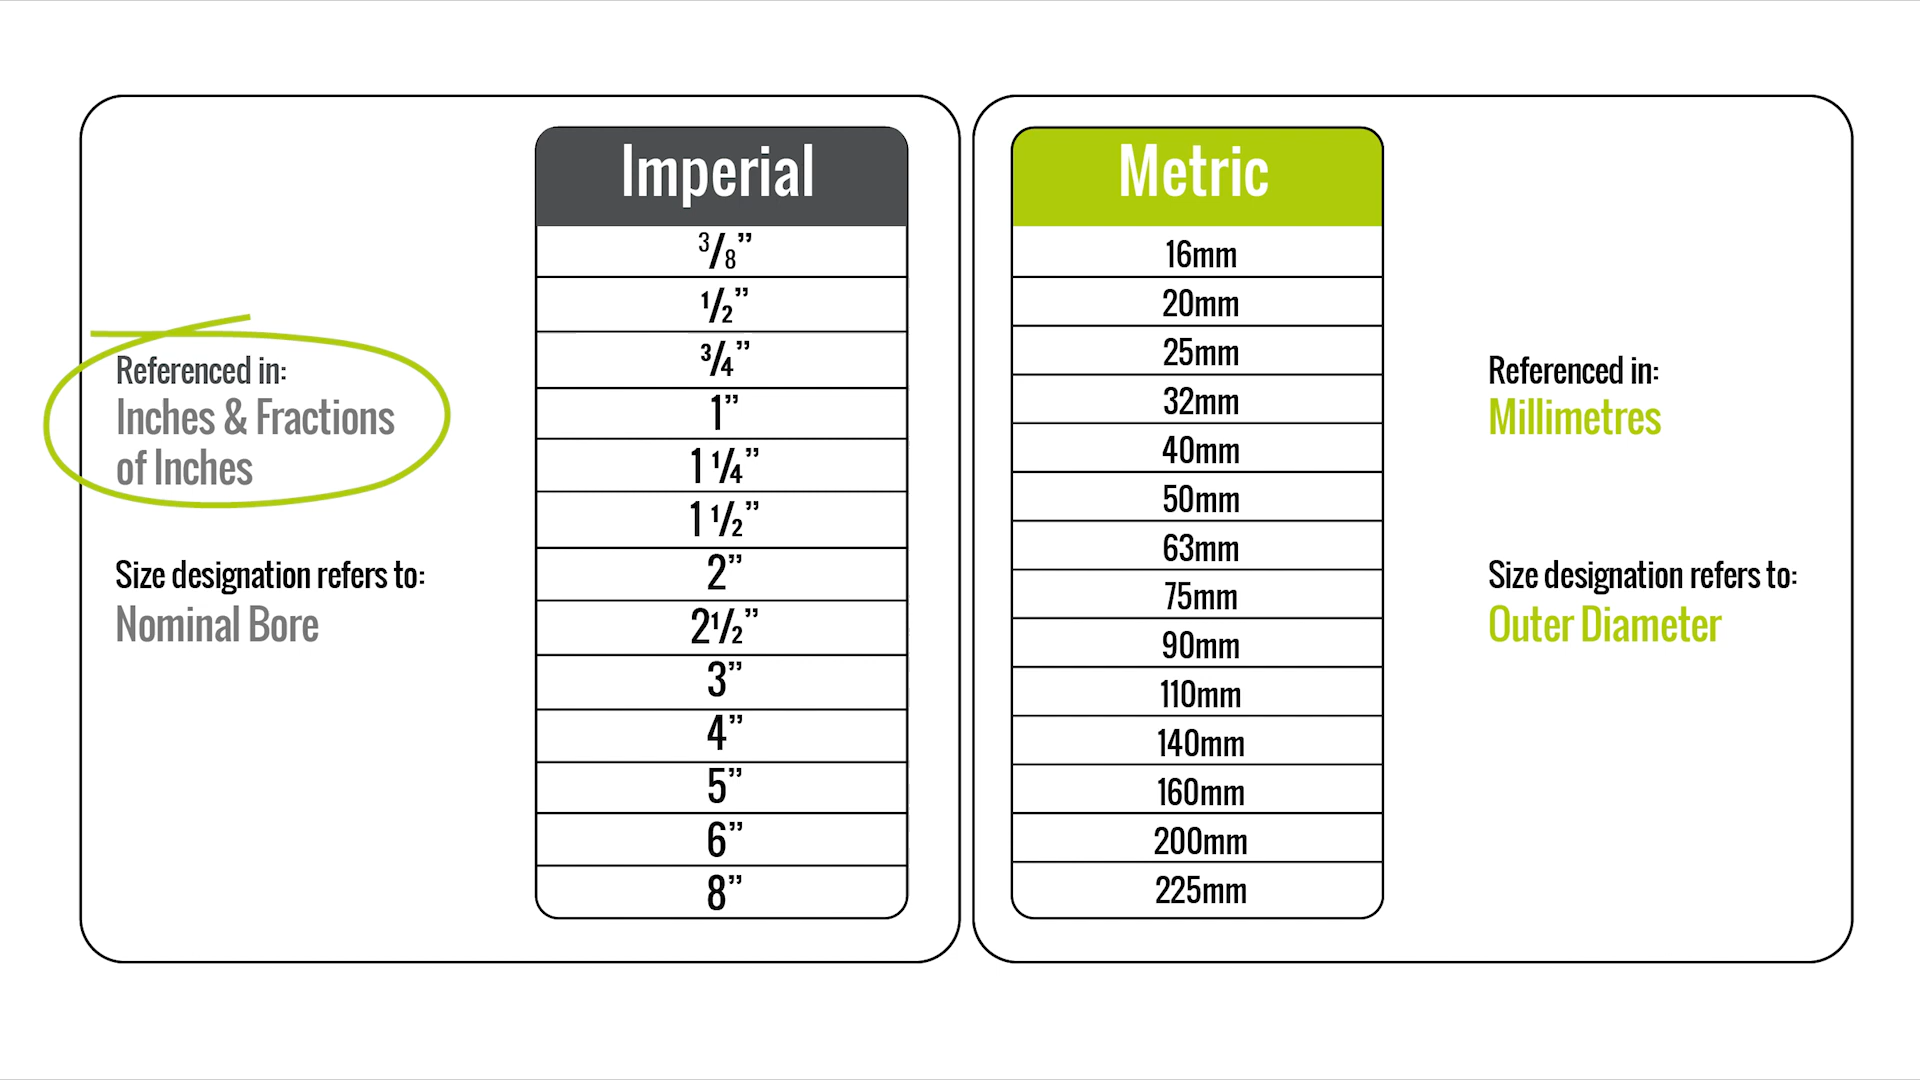 Imperial
3/8”
1/2”
3/4”
1”
1 1/4”
1 1/2”
2”
2 1/2”
3”
4”
5”
6”
8”
Referenced in:
Inches & Fractions
of Inches
Size designation refers to:
Nominal Bore
Metric
16mm
20mm
25mm
32mm
40mm
50mm
63mm
75mm
90mm
110mm
140mm
160mm
200mm
225mm
Referenced in:
Millimetres
Size designation refers to:
Outer Diameter